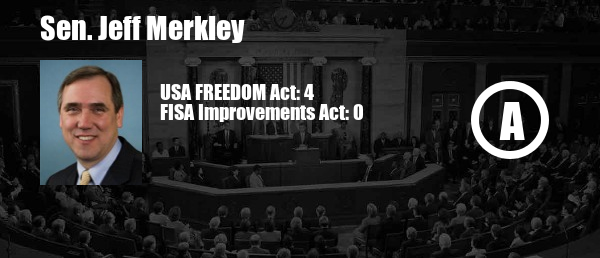 Sen. Jeff Merkley
USA FREEDOM Act: 4
FISA Improvements Act: 0
A